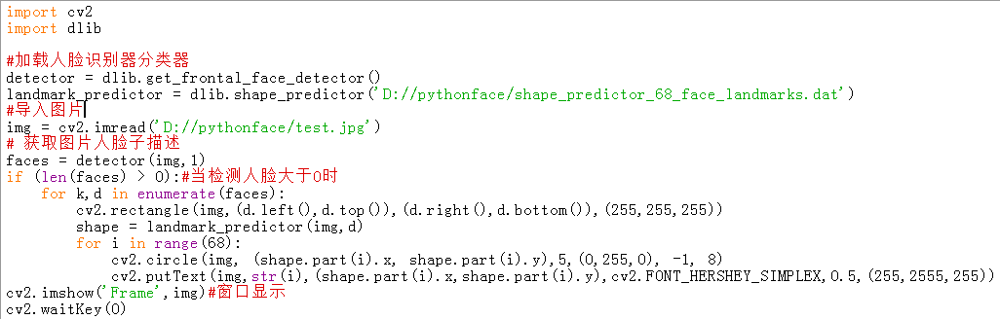 import cv2
import dlib

#加载人脸识别器分类器
detector = dlib.get_frontal_face_detector()
landmark_predictor = dlib.shape_predictor('D://pythonface/shape_predictor_68_face_landmarks.dat')
#导入图片
img = cv2.imread('D://pythonface/test.jpg')
# 获取图片人脸子描述
faces = detector(img,1)
if (len(faces) > 0):#当检测人脸大于0时
    for k,d in enumerate(faces):
        cv2.rectangle(img,(d.left(),d.top()),(d.right(),d.bottom()),(255,255,255))
        shape = landmark_predictor(img,d)
        for i in range(68):
            cv2.circle(img, (shape.part(i).x, shape.part(i).y),5,(0,255,0), -1, 8)
            cv2.putText(img,str(i),(shape.part(i).x,shape.part(i).y),cv2.FONT_HERSHEY_SIMPLEX,0.5,(255,2555,255))
cv2.imshow('Frame',img)#窗口显示
cv2.waitKey(0)